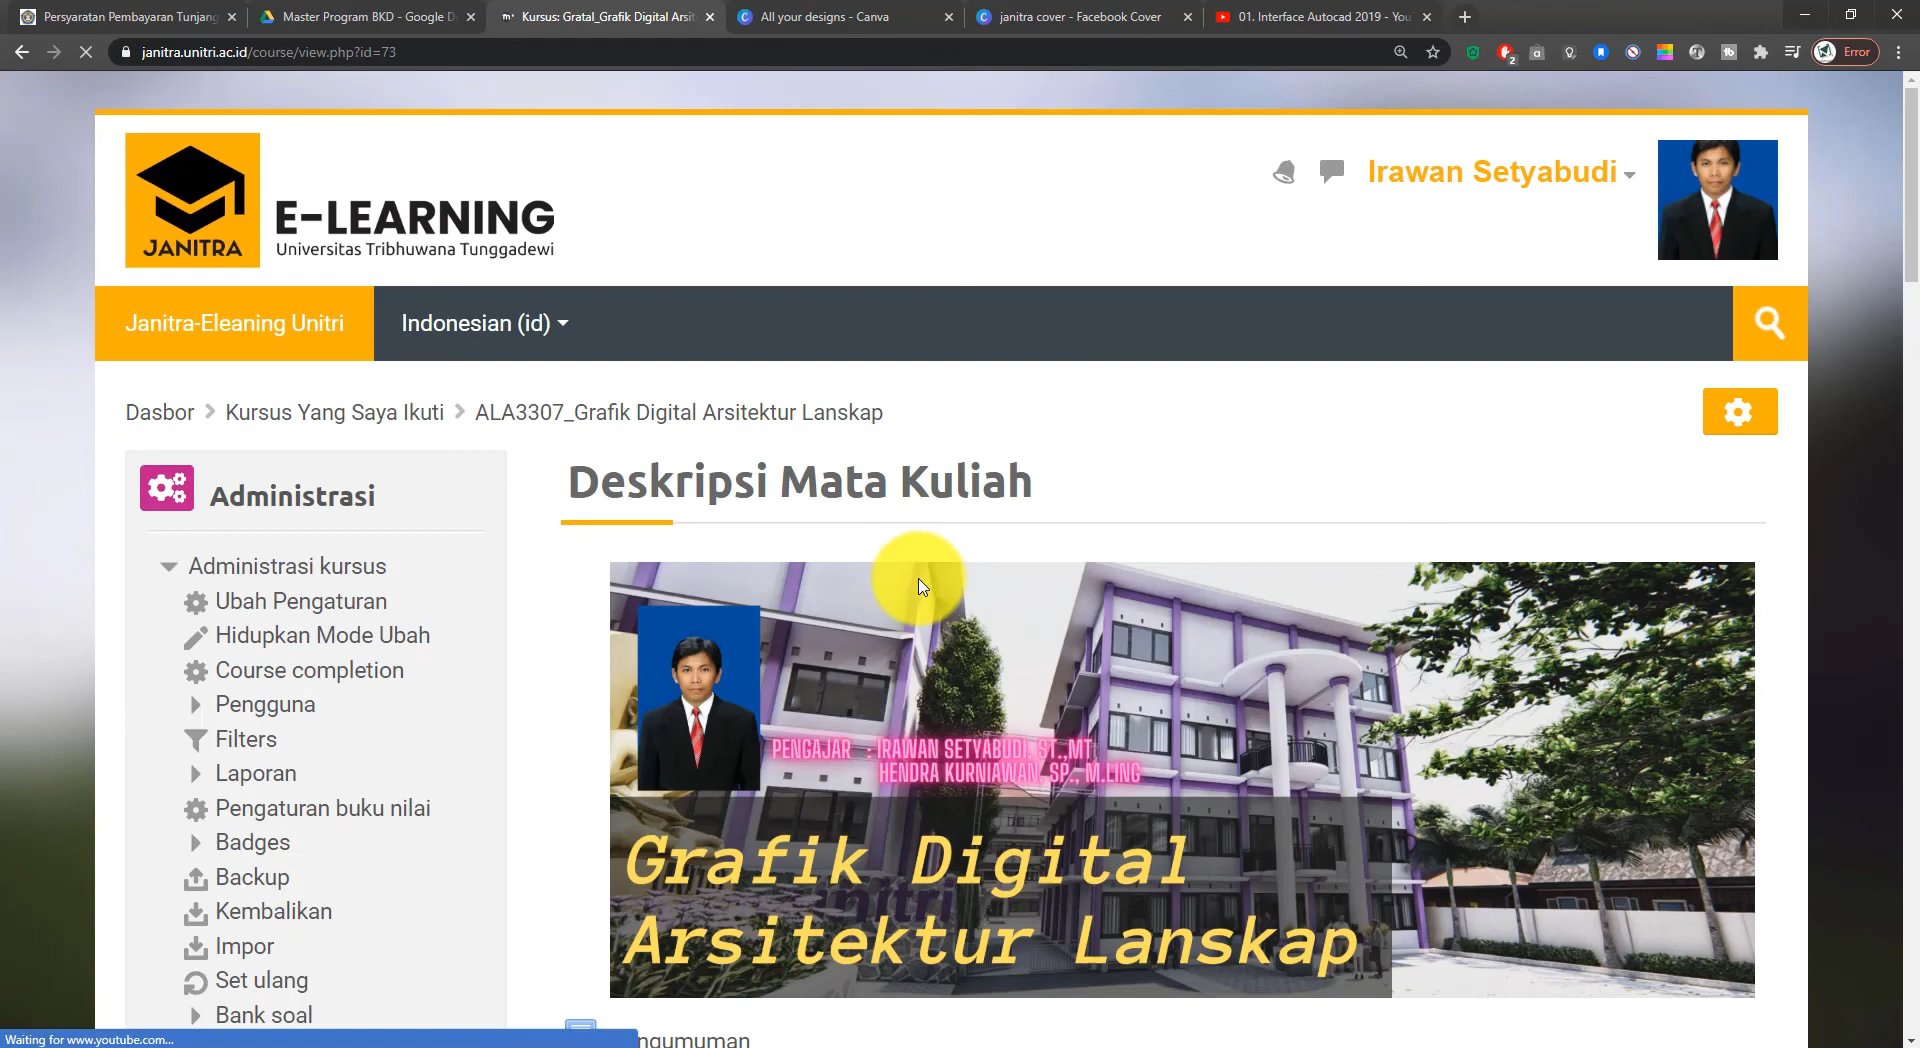 Persyaratan Pembayaran Tunjang
Master Program BKD - Google D
Kursus: Gratal_Grafik Digital Arsit
All your designs - Canva
janitra cover - Facebook Cover
01. Interface Autocad 2019 - You
janitra.unitri.ac.id/course/view.php?id=73
2
Error
JANITRA
E-LEARNING
Universitas Tribhuwana Tunggadewi
Irawan Setyabudi
Janitra-Eleaning Unitri
Indonesian (id)
Dasbor
Kursus Yang Saya Ikuti
ALA3307_Grafik Digital Arsitektur Lanskap
Administrasi
Administrasi kursus
Ubah Pengaturan
Hidupkan Mode Ubah
Course completion
Pengguna
Filters
Laporan
Pengaturan buku nilai
Badges
Backup
Kembalikan
Impor
Set ulang
Bank soal
Deskripsi Mata Kuliah
PENGAJAR : IRAWAN SETYABUDI, ST.,MT
HENDRA KURNIAWAN, SP., M.LING
Grafik Digital
Arsitektur Lanskap
unitri
ngumuman
Waiting for www.youtube.com...